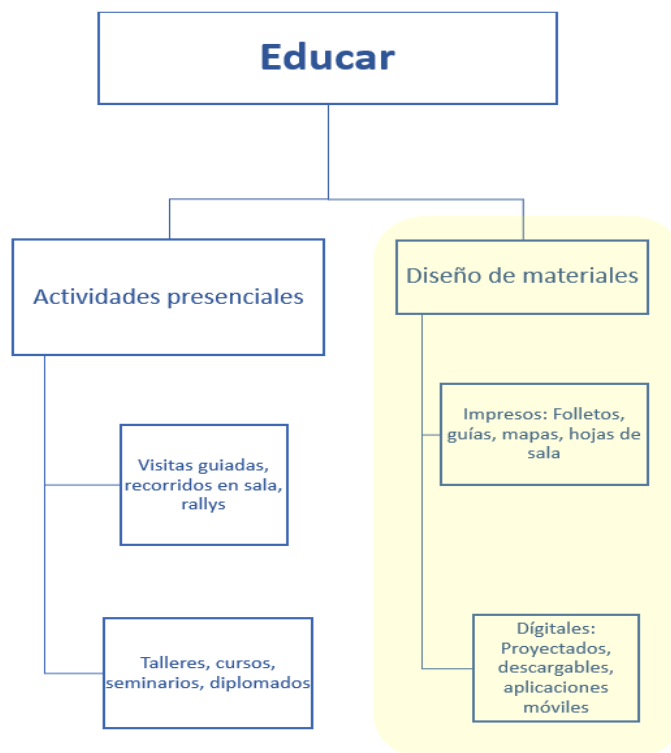 Educar
Actividades presenciales
Visitas guiadas,
recorridos en sala,
rallys
Talleres, cursos,
seminarios, diplomados
Diseño de materiales
Impresos: Folletos,
guías, mapas, hojas de
sala
Dígitales:
Proyectados,
descargables,
aplicaciones
móviles